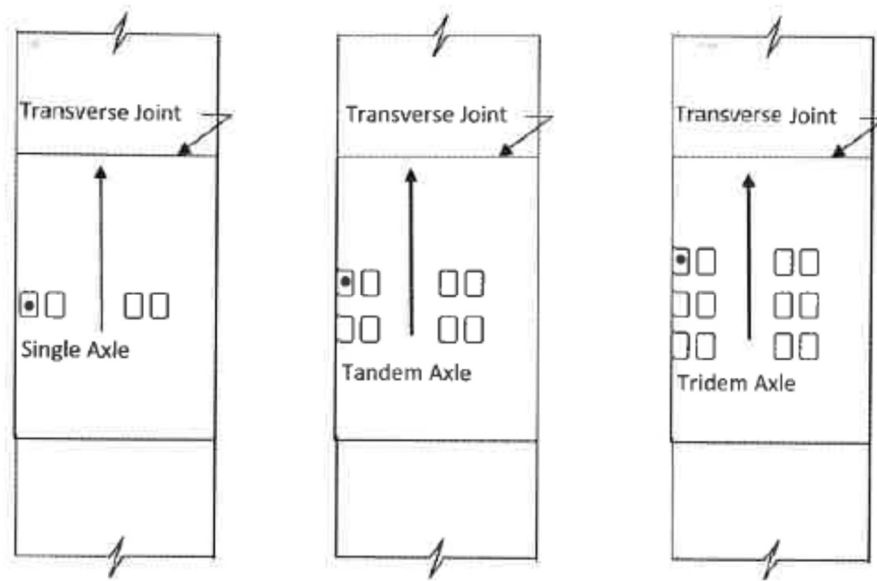 Transverse Joint
Transverse Joint
Transverse Joint
Single Axle
Tandem Axle
Tridem Axle